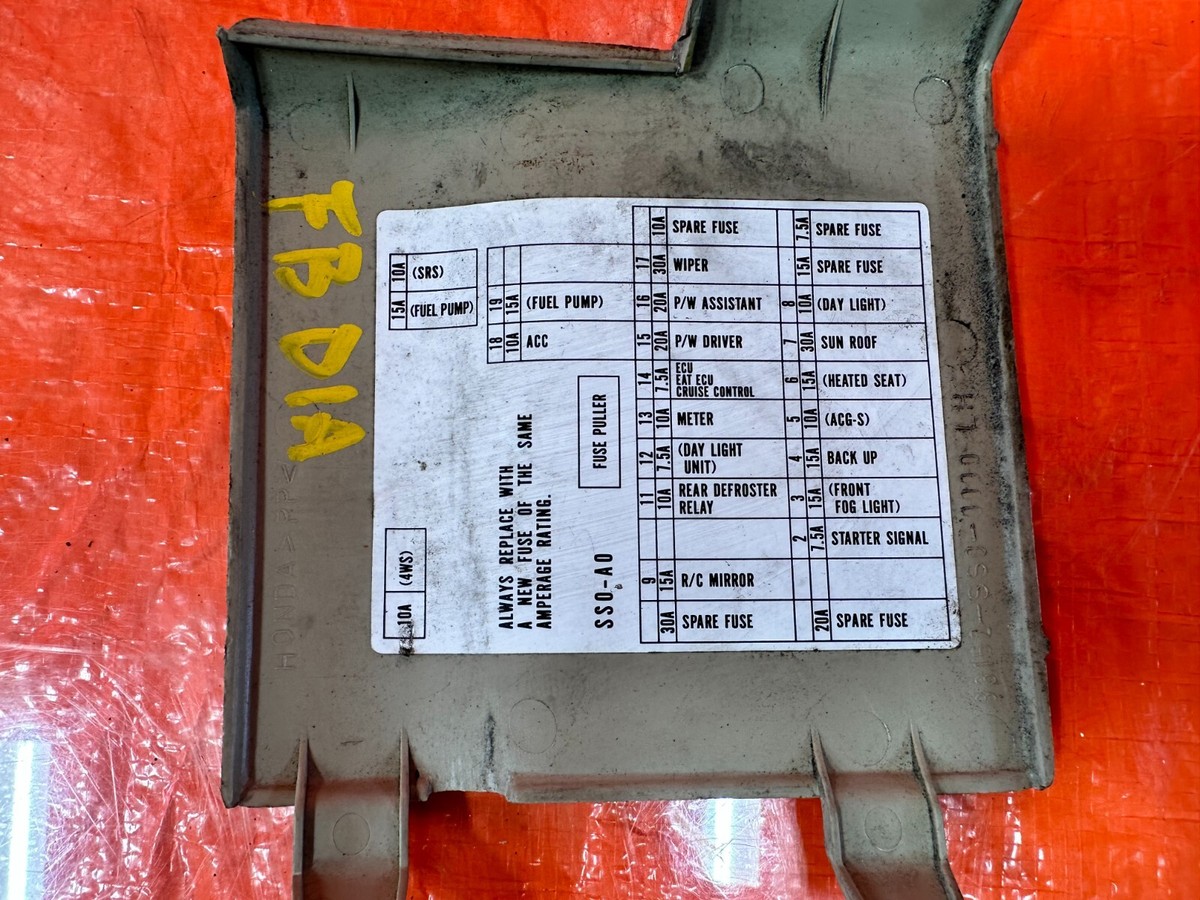 FB DIA
10A (SRS)
15A (FUEL PUMP)
19 15A (FUEL PUMP)
18 10A ACC
10A SPARE FUSE
17 30A WIPER
16 20A P/W ASSISTANT
15 20A P/W DRIVER
14 7.5A ECU
EAT ECU
CRUISE CONTROL
13 10A METER
12 7.5A (DAY LIGHT
UNIT)
11 10A REAR DEFROSTER
RELAY
9 15A R/C MIRROR
30A SPARE FUSE
7.5A SPARE FUSE
15A SPARE FUSE
8 10A (DAY LIGHT)
7 30A SUN ROOF
6 15A (HEATED SEAT)
5 10A (ACG-S)
4 15A BACK UP
3 15A (FRONT
FOG LIGHT)
2 7.5A STARTER SIGNAL
20A SPARE FUSE
FUSE PULLER
ALWAYS REPLACE WITH
A NEW FUSE OF THE SAME
AMPERAGE RATING.
SS0-A0
10A (4WS)
HONDA >PP<